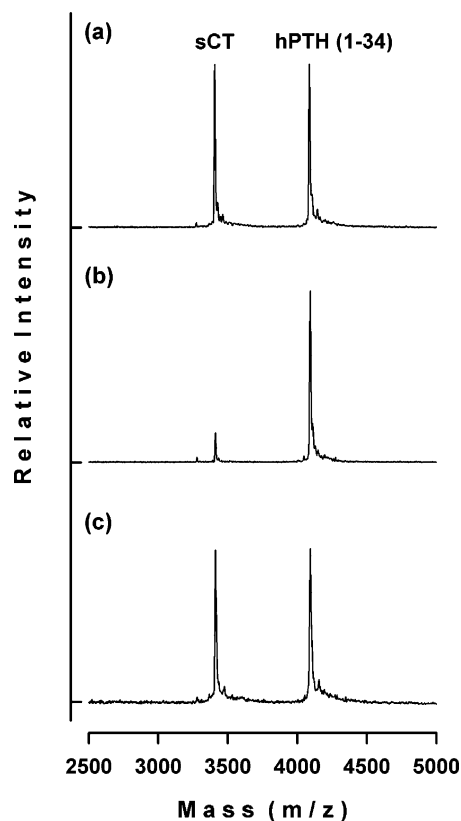 (a)
sCT hPTH (1-34)
(b)
(c)
Relative Intensity
2500 3000 3500 4000 4500 5000
Mass (m/z)